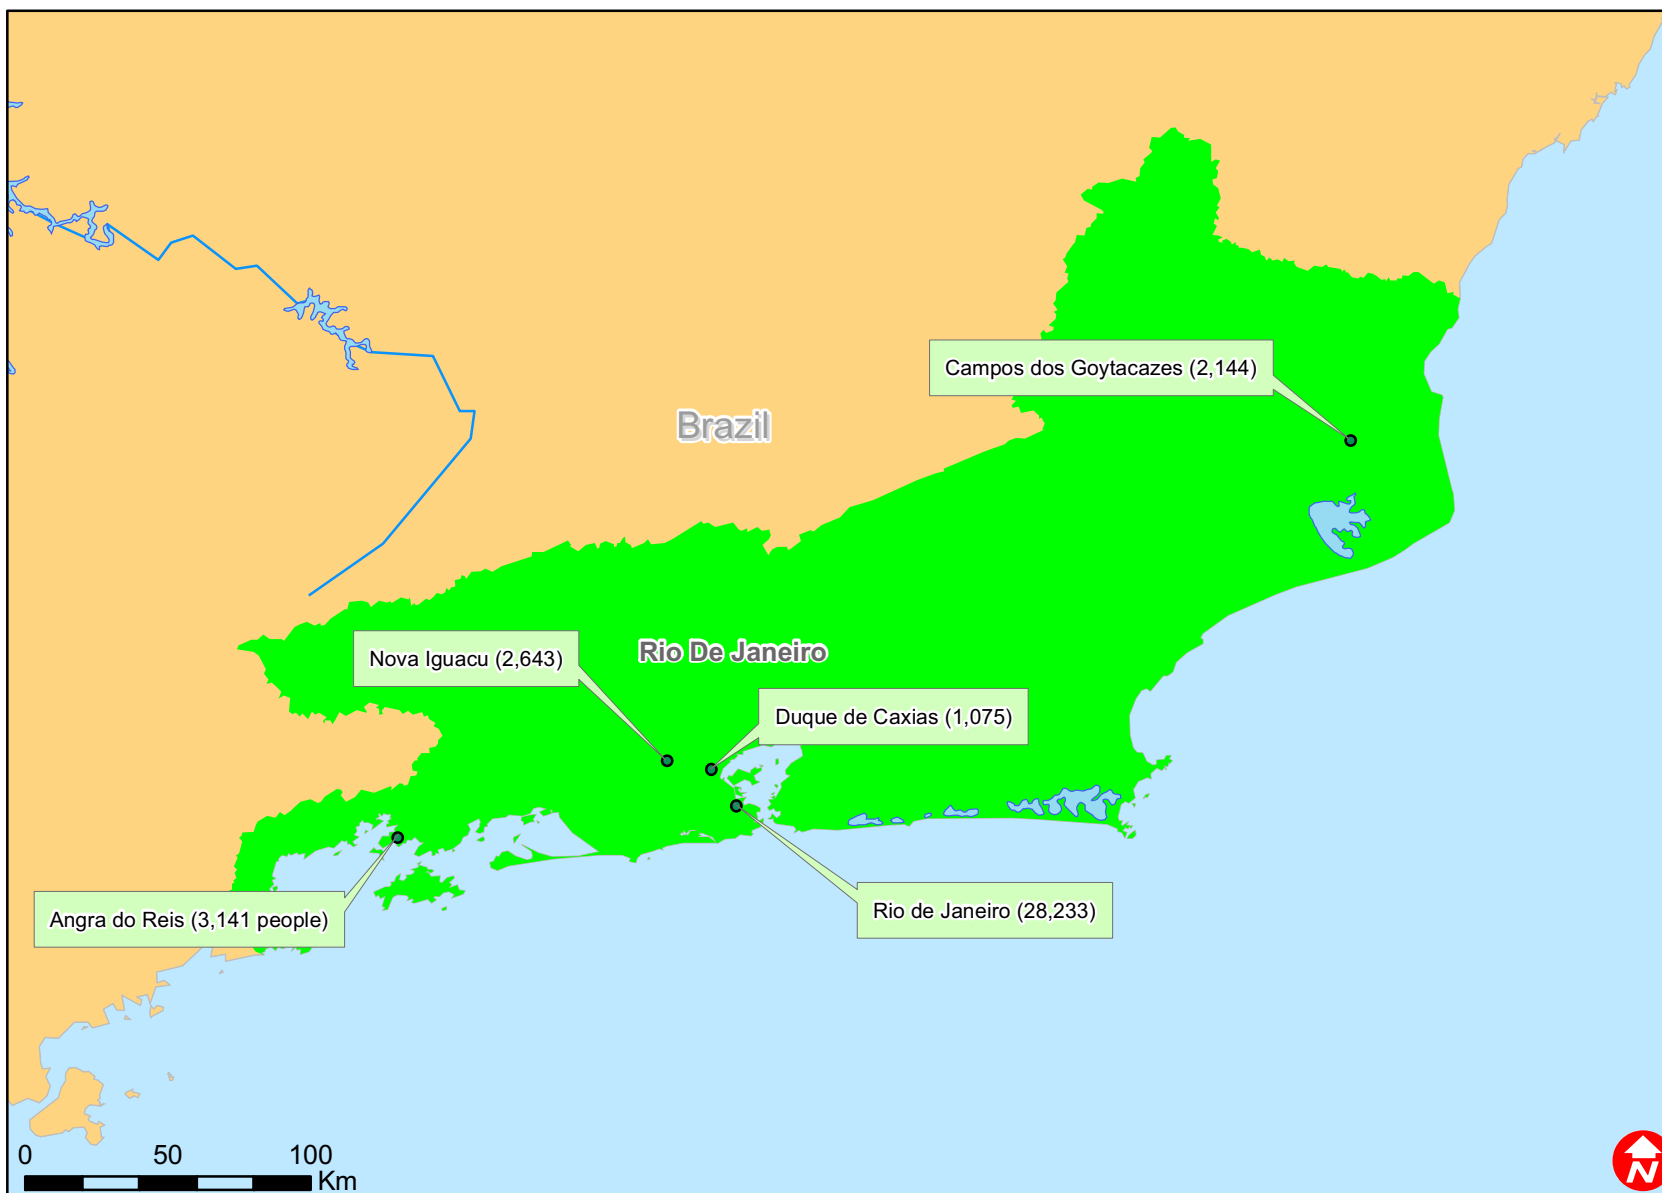 Campos dos Goytacazes (2,144)
Brazil
Rio De Janeiro
Nova Iguacu (2,643)
Duque de Caxias (1,075)
Rio de Janeiro (28,233)
Angra do Reis (3,141 people)
0 50 100
Km
N